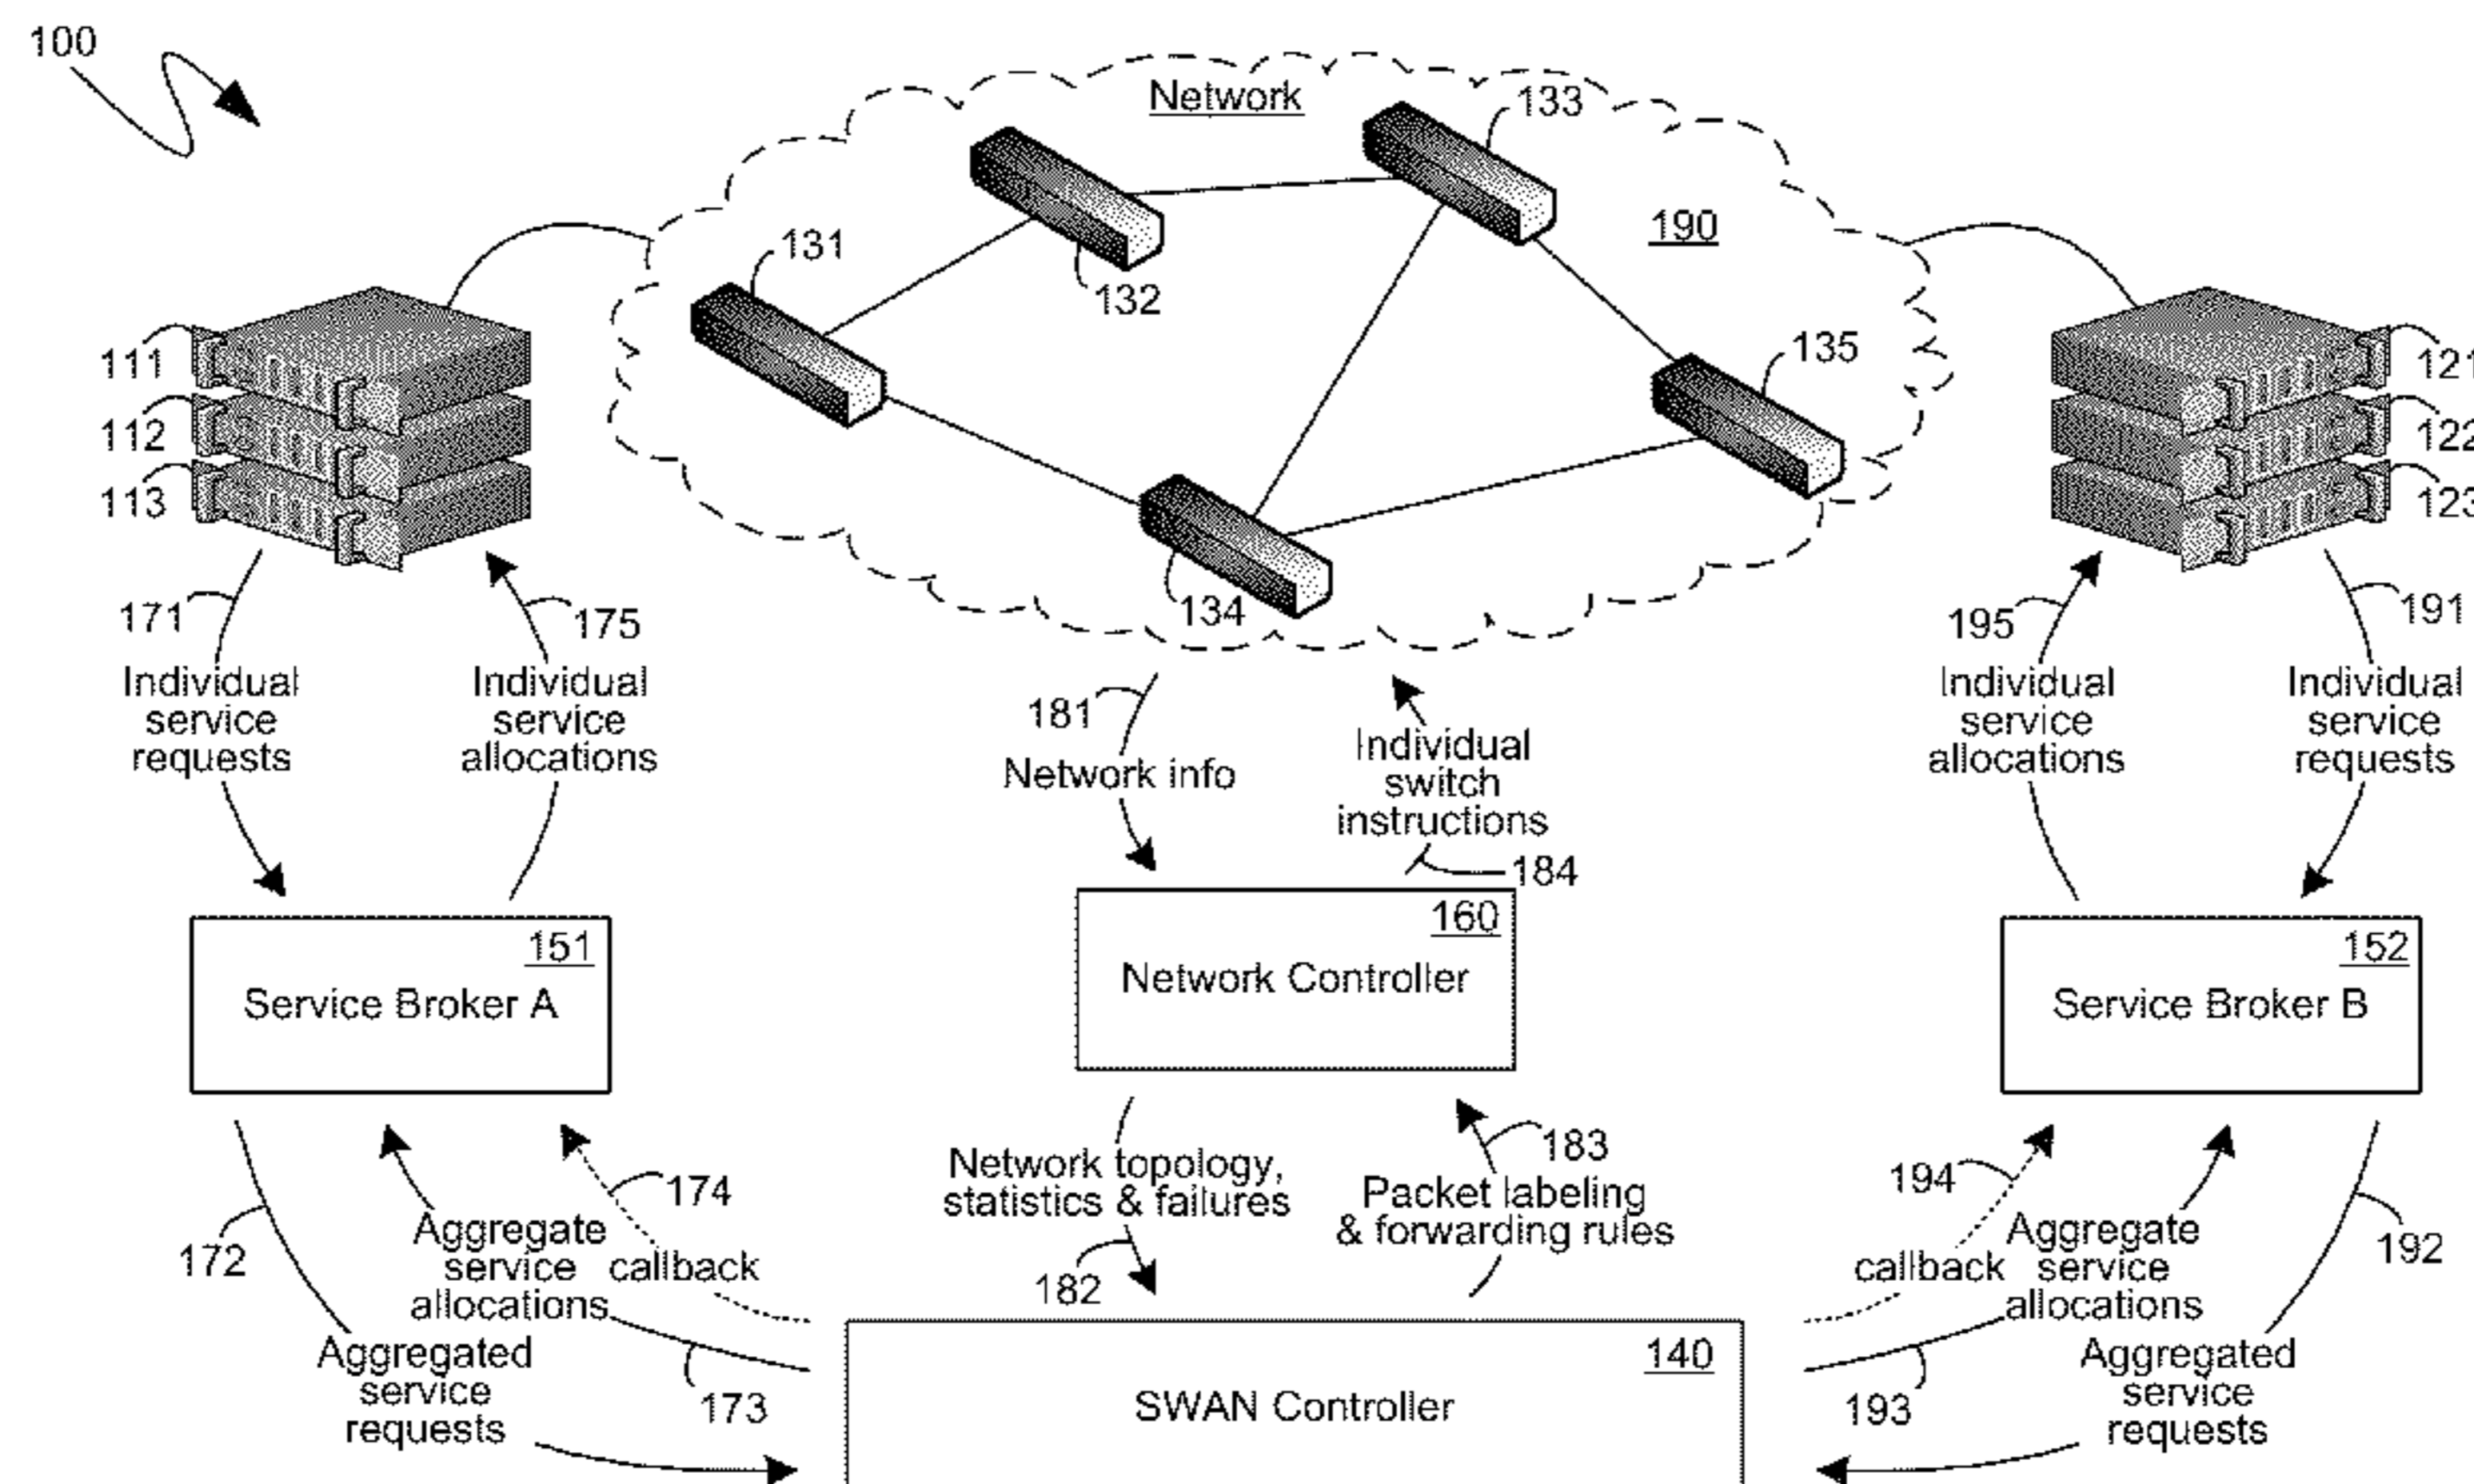 100
Network
133
190
131
132
135
111
112
113
121
122
123
134
171
175
195
191
Individual
service
requests
Individual
service
allocations
181
Network info
Individual
switch
instructions
184
Individual
service
allocations
Individual
service
requests
151
Service Broker A
160
Network Controller
152
Service Broker B
172
Aggregate
service
allocations
174
callback
Network topology,
statistics & failures
182
183
Packet labeling
& forwarding rules
194
callback
Aggregate
service
allocations
192
Aggregated
service
requests
173
140
SWAN Controller
193
Aggregated
service
requests